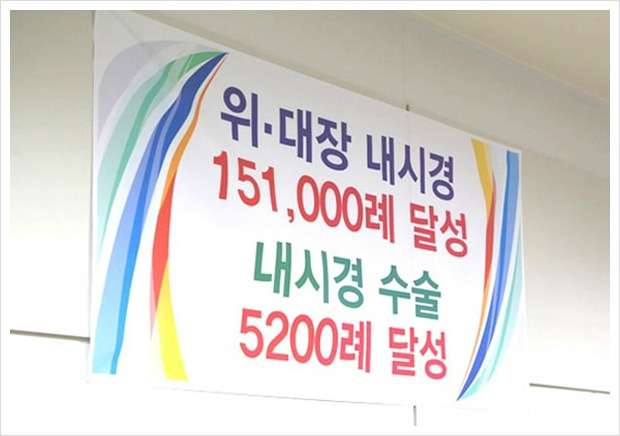 위·대장 내시경
151,000례 달성
내시경 수술
5200례 달성